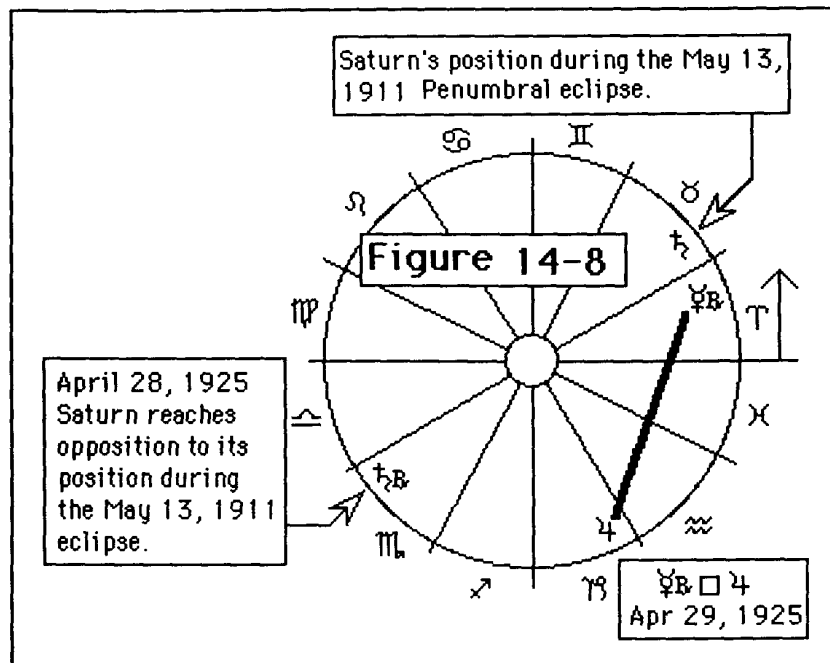 Saturn's position during the May 13,
1911 Penumbral eclipse.
♋ ♊
♌ ♉
Figure 14-8
♄
♍ ☿℞ ♈
April 28, 1925
Saturn reaches
opposition to its
position during
the May 13, 1911
eclipse.
♎ ♓
♄℞
♏ ♃ ♒
♐ ♑
☿℞ □ ♃
Apr 29, 1925